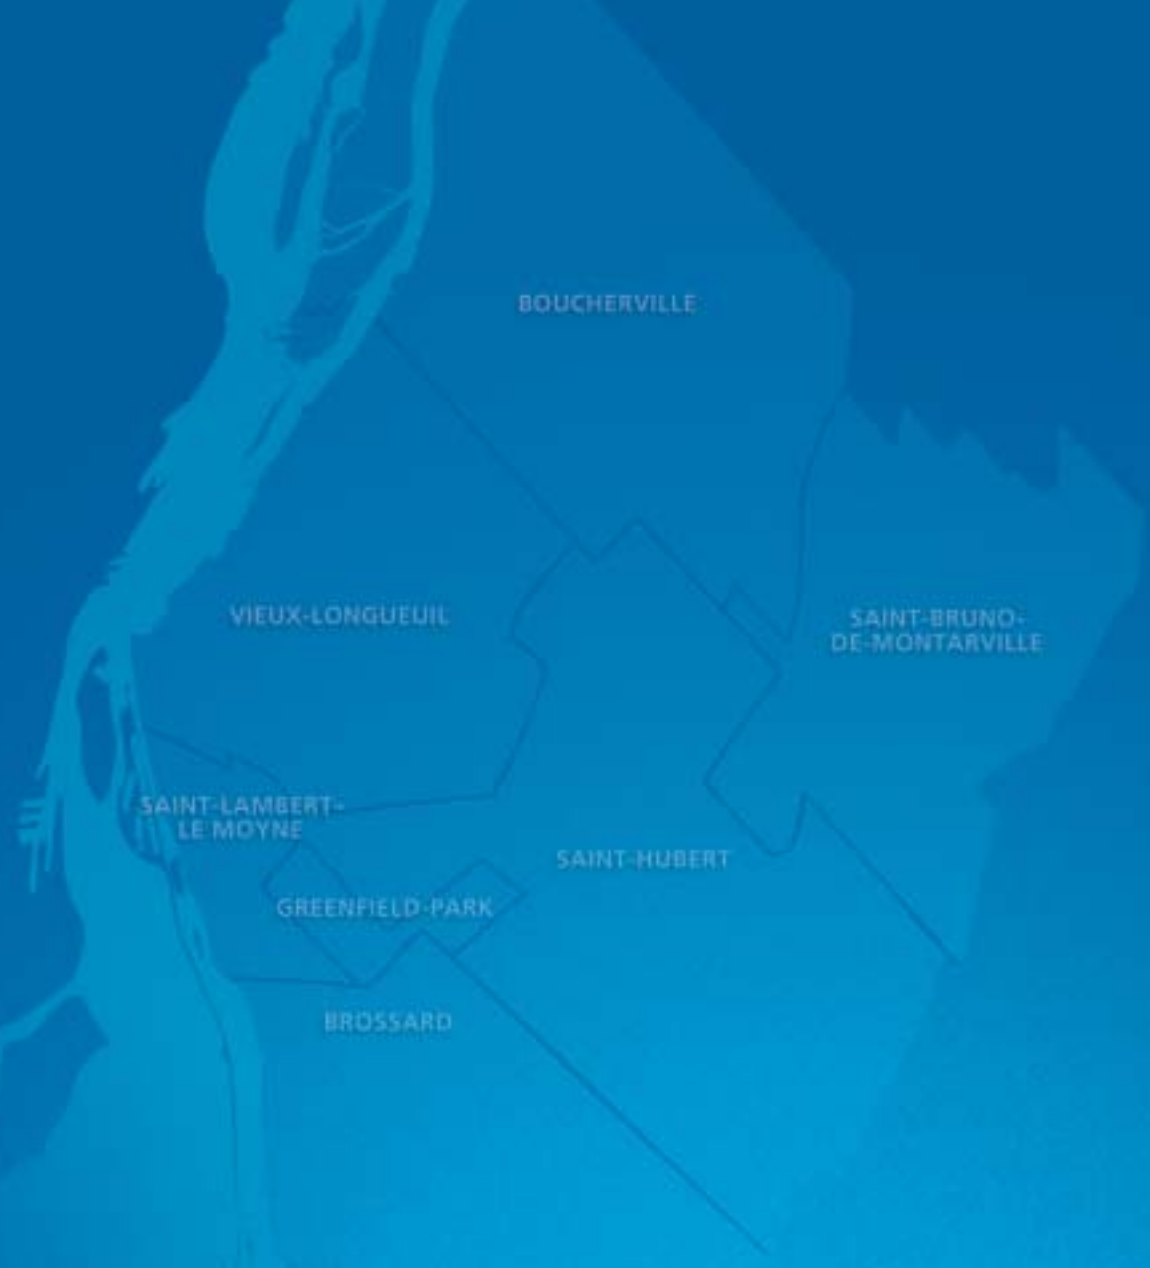 BOUCHERVILLE
VIEUX-LONGUEUIL
SAINT-BRUNO-
DE-MONTARVILLE
SAINT-LAMBERT-
LE MOYNE
SAINT-HUBERT
GREENFIELD-PARK
BROSSARD